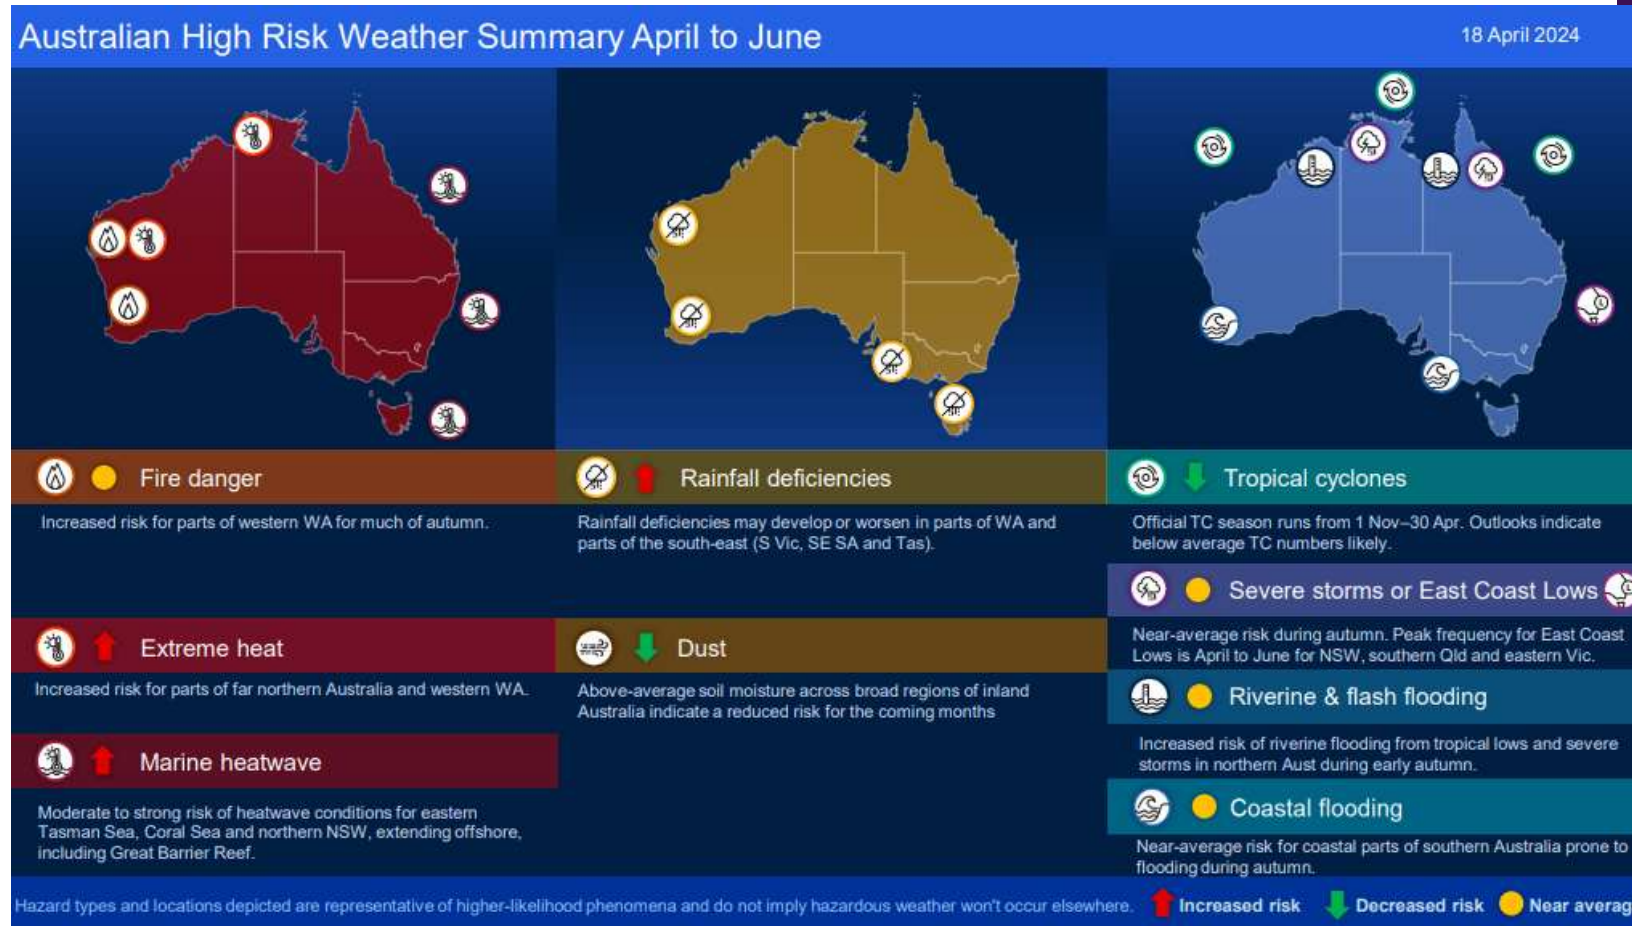 Australian High Risk Weather Summary April to June
18 April 2024
Fire danger
Increased risk for parts of western WA for much of autumn.
Extreme heat
Increased risk for parts of far northern Australia and western WA.
Marine heatwave
Moderate to strong risk of heatwave conditions for eastern
Tasman Sea, Coral Sea and northern NSW, extending offshore,
including Great Barrier Reef.
Rainfall deficiencies
Rainfall deficiencies may develop or worsen in parts of WA and
parts of the south-east (S Vic, SE SA and Tas).
Dust
Above-average soil moisture across broad regions of inland
Australia indicate a reduced risk for the coming months
Tropical cyclones
Official TC season runs from 1 Nov–30 Apr. Outlooks indicate
below average TC numbers likely.
Severe storms or East Coast Lows
Near-average risk during autumn. Peak frequency for East Coast
Lows is April to June for NSW, southern Qld and eastern Vic.
Riverine & flash flooding
Increased risk of riverine flooding from tropical lows and severe
storms in northern Aust during early autumn.
Coastal flooding
Near-average risk for coastal parts of southern Australia prone to
flooding during autumn.
Hazard types and locations depicted are representative of higher-likelihood phenomena and do not imply hazardous weather won't occur elsewhere.
Increased risk
Decreased risk
Near averag